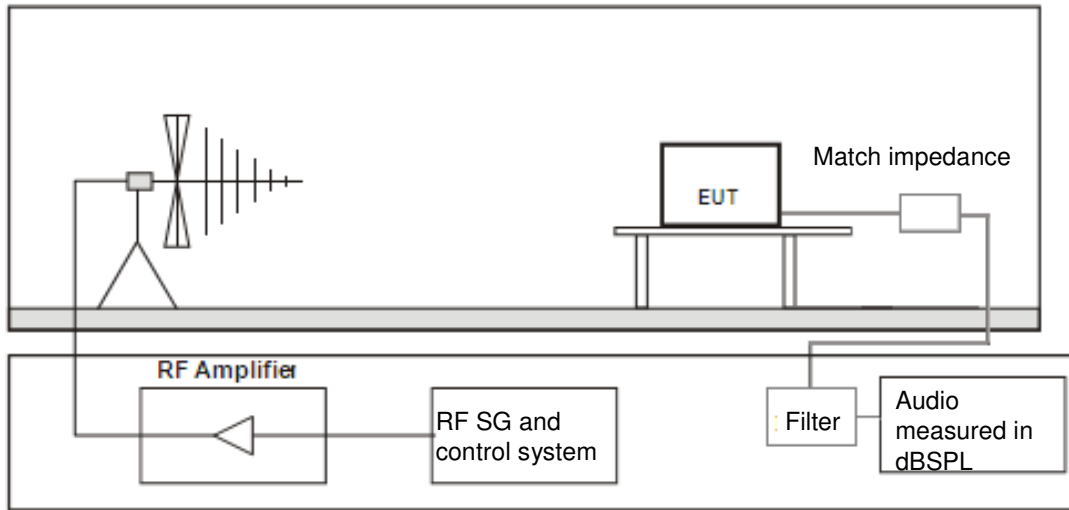 Match impedance
EUT
RF Amplifier
RF SG and
control system
Filter
Audio
measured in
dBSPL